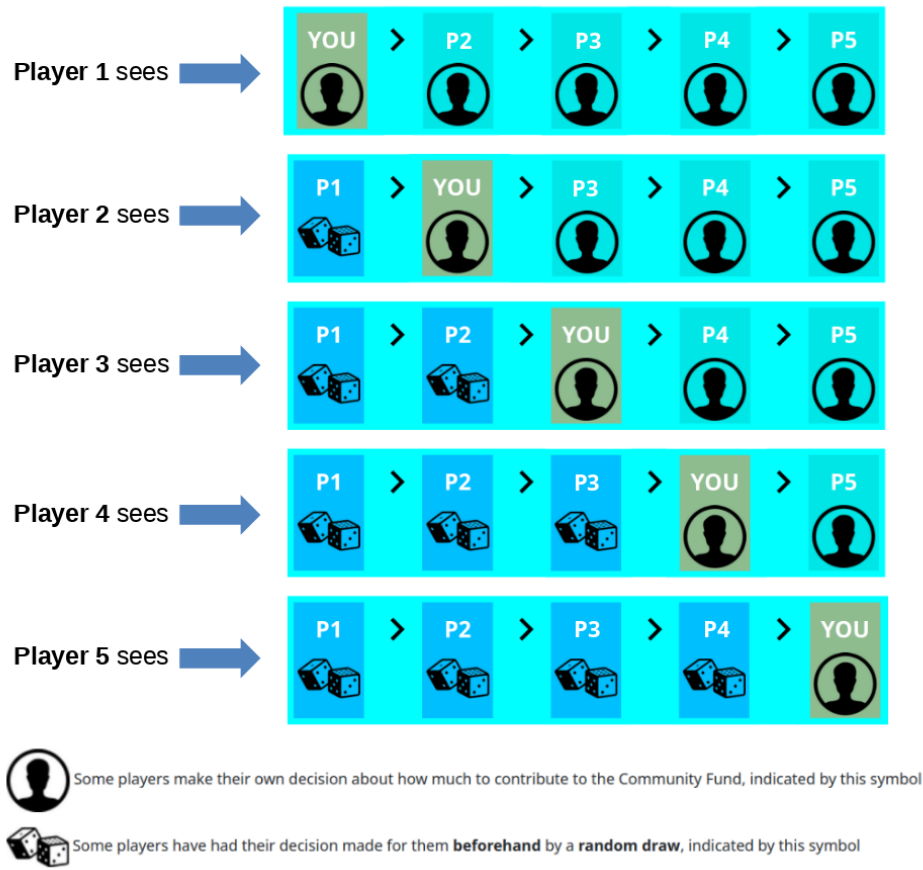 YOU > P2 > P3 > P4 > P5
Player 1 sees
P1 > YOU > P3 > P4 > P5
Player 2 sees
P1 > P2 > YOU > P4 > P5
Player 3 sees
P1 > P2 > P3 > YOU > P5
Player 4 sees
P1 > P2 > P3 > P4 > YOU
Player 5 sees
Some players make their own decision about how much to contribute to the Community Fund, indicated by this symbol
Some players have had their decision made for them beforehand by a random draw, indicated by this symbol